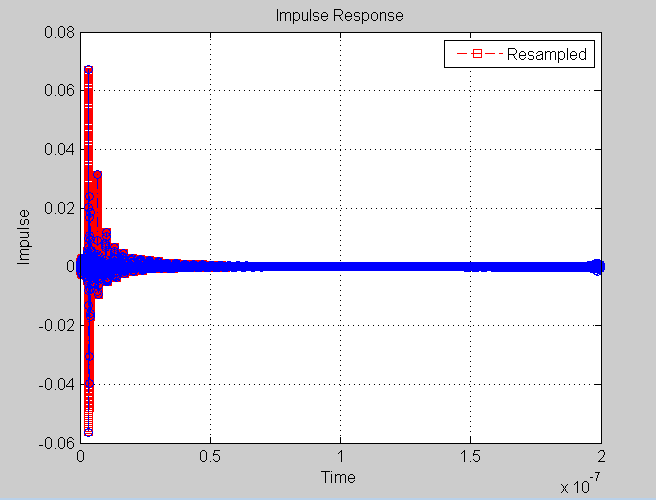 Impulse Response
0.08
0.06
0.04
0.02
0
-0.02
-0.04
-0.06
Impulse
Resampled
0
0.5
1
1.5
2
Time
x 10^-7